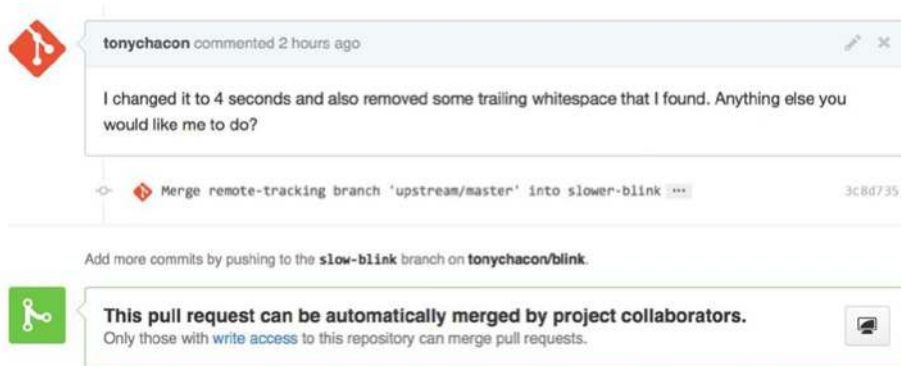 tonychacon commented 2 hours ago
I changed it to 4 seconds and also removed some trailing whitespace that I found. Anything else you
would like me to do?
Merge remote-tracking branch 'upstream/master' into slower-blink ...
3c8d735
Add more commits by pushing to the slow-blink branch on tonychacon/blink.
This pull request can be automatically merged by project collaborators.
Only those with write access to this repository can merge pull requests.